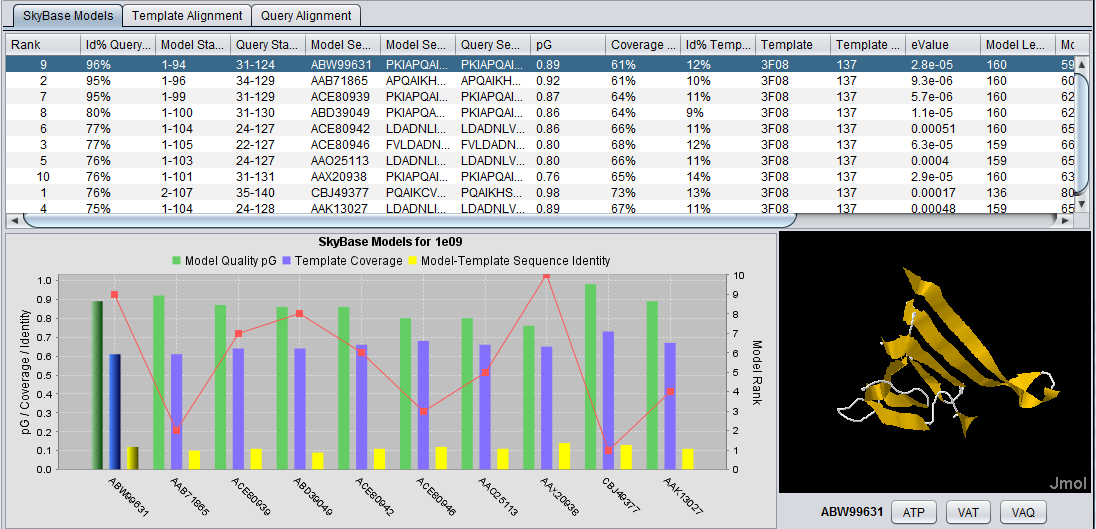 SkyBase Models Template Alignment Query Alignment
Rank Id% Query... Model Sta... Query Sta... Model Se... Model Se... Query Se... pG Coverage ... Id% Temp... Template Template ... eValue Model Le... Mc
9 96% 1-94 31-124 ABW99631 PKIAPQAI... PKIAPQAI... 0.89 61% 12% 3F08 137 2.8e-05 160 59
2 95% 1-96 34-129 AAB71865 APQAIKH... APQAIKH... 0.92 61% 10% 3F08 137 9.3e-06 160 60
7 95% 1-99 31-129 ACE80939 PKIAPQAI... PKIAPQAI... 0.87 64% 11% 3F08 137 5.7e-06 160 62
8 80% 1-100 31-130 ABD39049 PKIAPQA... PKIAPQAI... 0.86 64% 9% 3F08 137 1.1e-05 160 62
6 77% 1-104 24-127 ACE80942 LDADNLI... LDADNLV... 0.86 66% 11% 3F08 137 0.00051 160 65
3 77% 1-105 22-127 ACE80946 FVLDADN... FVLDADN... 0.80 68% 12% 3F08 137 6.3e-05 159 66
5 76% 1-103 24-127 AAO25113 LDADNLI... LDADNLV... 0.80 66% 11% 3F08 137 0.0004 160 65
10 76% 1-101 31-131 AAX20938 PKIAPQAI... PKIAPQAI... 0.76 65% 14% 3F08 137 2.9e-05 160 63
1 76% 2-107 35-140 CBJ49377 PQAIKCV... PQAIKHS... 0.98 73% 13% 3F08 137 0.00017 136 80
4 75% 1-104 24-128 AAK13027 LDADNLI... LDADNLV... 0.89 67% 11% 3F08 137 0.00048 159 65
SkyBase Models for 1e09
Model Quality pG Template Coverage Model-Template Sequence Identity
pG / Coverage / Identity
1.0
0.9
0.8
0.7
0.6
0.5
0.4
0.3
0.2
0.1
0.0
10
9
8
7
6
5
4
3
2
1
0
Model Rank
ABW99631 AAB71865 ACE80939 ABD39049 ACE80942 ACE80946 AAO25113 AAX20938 CBJ49377 AAK13027
Jmol
ABW99631 ATP VAT VAQ